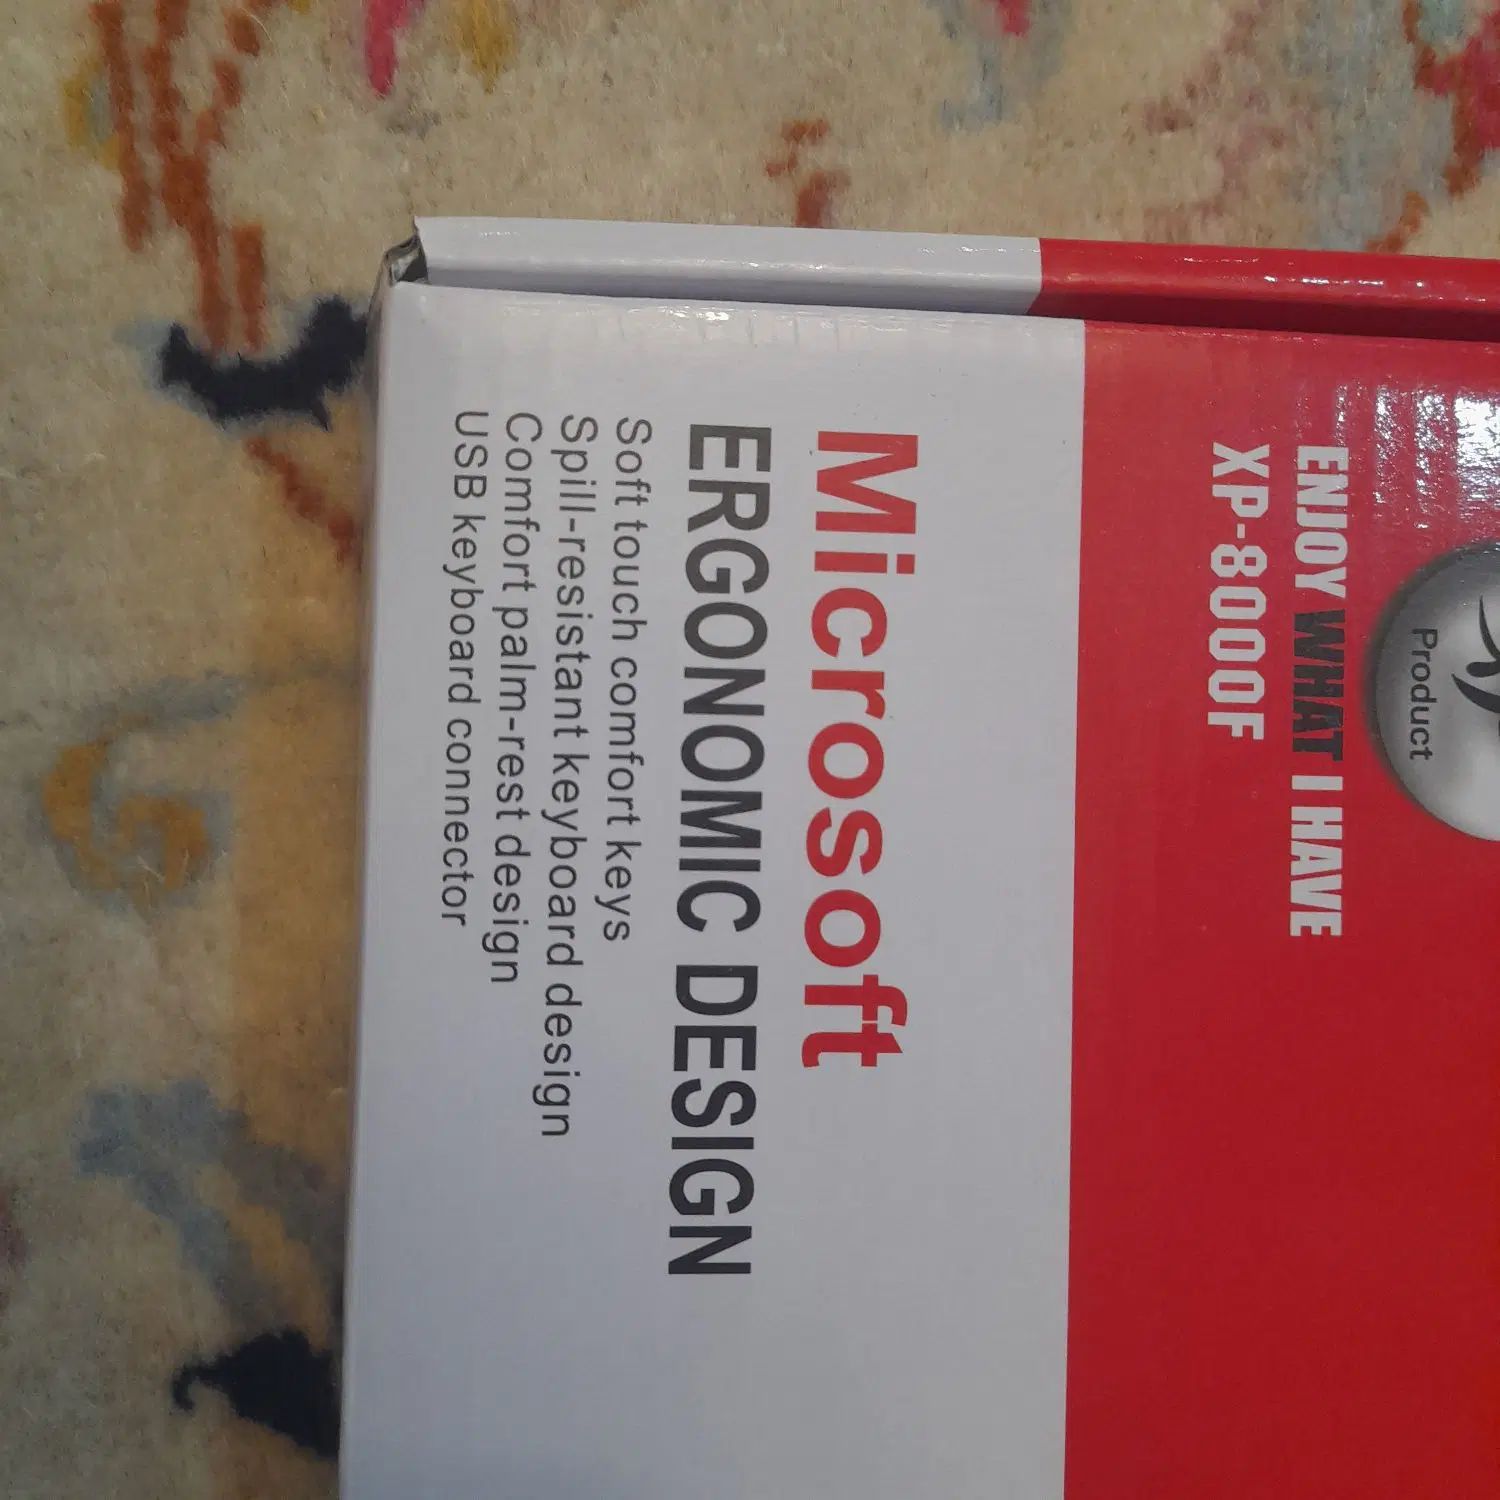 Product
ENJOY WHAT I HAVE
XP-8000F
Microsoft
ERGONOMIC DESIGN
Soft touch comfort keys
Spill-resistant keyboard design
Comfort palm-rest design
USB keyboard connector